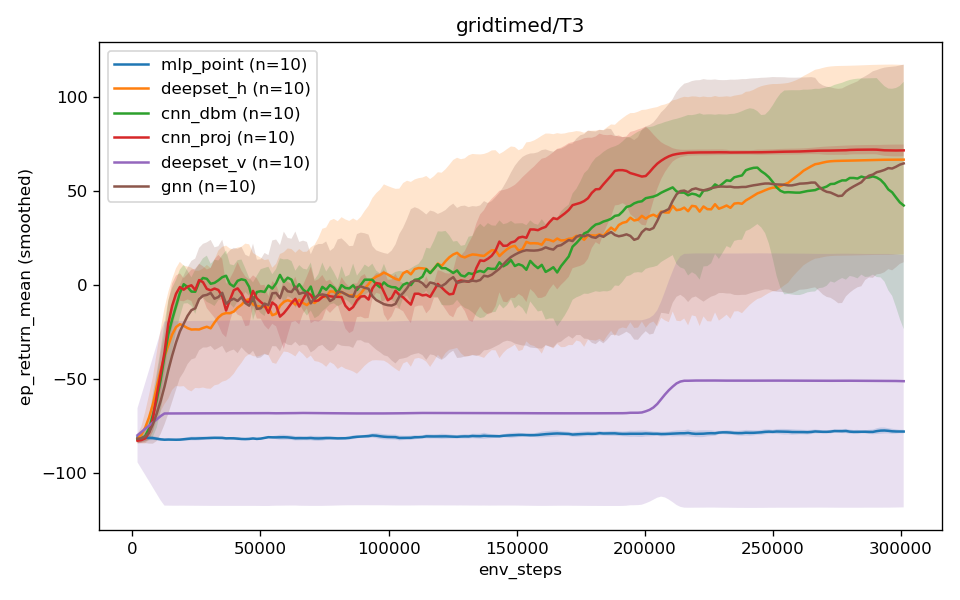 gridtimed/T3
mlp_point (n=10)
deepset_h (n=10)
cnn_dbm (n=10)
cnn_proj (n=10)
deepset_v (n=10)
gnn (n=10)
ep_return_mean (smoothed)
100
50
0
−50
−100
0
50000
100000
150000
200000
250000
300000
env_steps